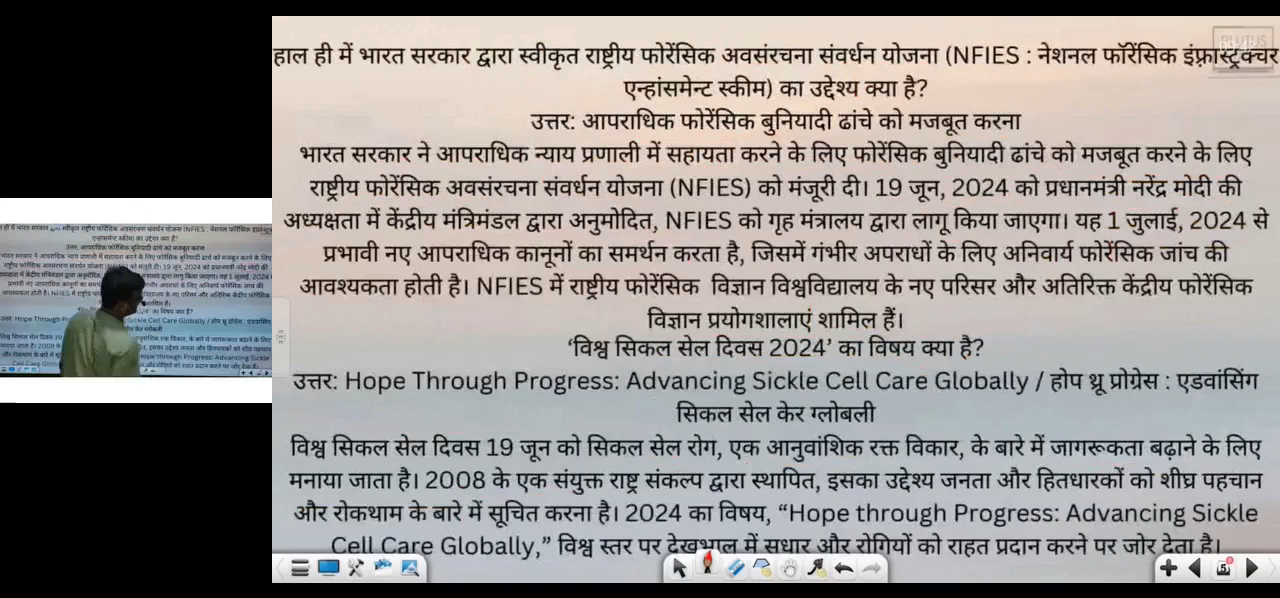 हाल ही में भारत सरकार द्वारा स्वीकृत राष्ट्रीय फोरेंसिक अवसंरचना संवर्धन योजना (NFIES : नेशनल फॉरेंसिक इंफ़्रास्ट्रक्चर
एन्हांसमेन्ट स्कीम) का उद्देश्य क्या है?
उत्तर: आपराधिक फोरेंसिक बुनियादी ढांचे को मजबूत करना
भारत सरकार ने आपराधिक न्याय प्रणाली में सहायता करने के लिए फोरेंसिक बुनियादी ढांचे को मजबूत करने के लिए
राष्ट्रीय फोरेंसिक अवसंरचना संवर्धन योजना (NFIES) को मंजूरी दी। 19 जून, 2024 को प्रधानमंत्री नरेंद्र मोदी की
अध्यक्षता में केंद्रीय मंत्रिमंडल द्वारा अनुमोदित, NFIES को गृह मंत्रालय द्वारा लागू किया जाएगा। यह 1 जुलाई, 2024 से
प्रभावी नए आपराधिक कानूनों का समर्थन करता है, जिसमें गंभीर अपराधों के लिए अनिवार्य फोरेंसिक जांच की
आवश्यकता होती है। NFIES में राष्ट्रीय फोरेंसिक विज्ञान विश्वविद्यालय के नए परिसर और अतिरिक्त केंद्रीय फोरेंसिक
विज्ञान प्रयोगशालाएं शामिल हैं।
‘विश्व सिकल सेल दिवस 2024’ का विषय क्या है?
उत्तर: Hope Through Progress: Advancing Sickle Cell Care Globally / होप थ्रू प्रोग्रेस : एडवांसिंग
सिकल सेल केर ग्लोबली
विश्व सिकल सेल दिवस 19 जून को सिकल सेल रोग, एक आनुवांशिक रक्त विकार, के बारे में जागरूकता बढ़ाने के लिए
मनाया जाता है। 2008 के एक संयुक्त राष्ट्र संकल्प द्वारा स्थापित, इसका उद्देश्य जनता और हितधारकों को शीघ्र पहचान
और रोकथाम के बारे में सूचित करना है। 2024 का विषय, “Hope through Progress: Advancing Sickle
Cell Care Globally,” विश्व स्तर पर देखभाल में सुधार और रोगियों को राहत प्रदान करने पर जोर देता है।